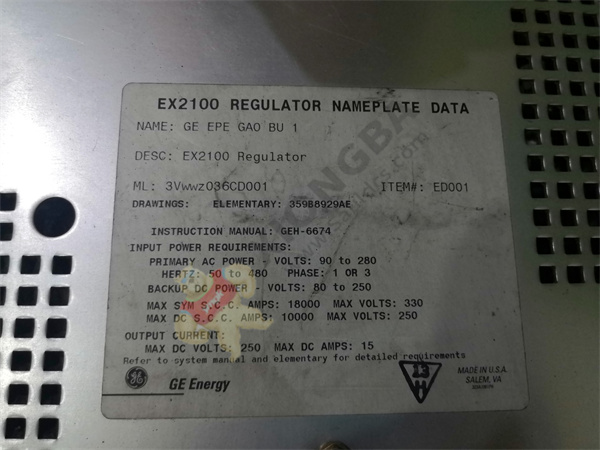 EX2100 REGULATOR NAMEPLATE DATA
NAME: GE EPE GAO BU 1
DESC: EX2100 Regulator
ML: 3Vwwz036CD001 ITEM#: ED001
DRAWINGS: ELEMENTARY: 359B8929AE
INSTRUCTION MANUAL: GEH-6674
INPUT POWER REQUIREMENTS:
PRIMARY AC POWER - VOLTS: 90 to 280
HERTZ: 50 to 480 PHASE: 1 OR 3
BACKUP DC POWER - VOLTS: 80 to 250
MAX SYM S.C.C. AMPS: 18000 MAX VOLTS: 330
MAX DC S.C.C. AMPS: 10000 MAX VOLTS: 250
OUTPUT CURRENT:
MAX DC VOLTS: 250 MAX DC AMPS: 15
Refer to system manual and elementary for detailed requirements
GE GE Energy
13
H
MADE IN U.S.A.
SALEM, VA